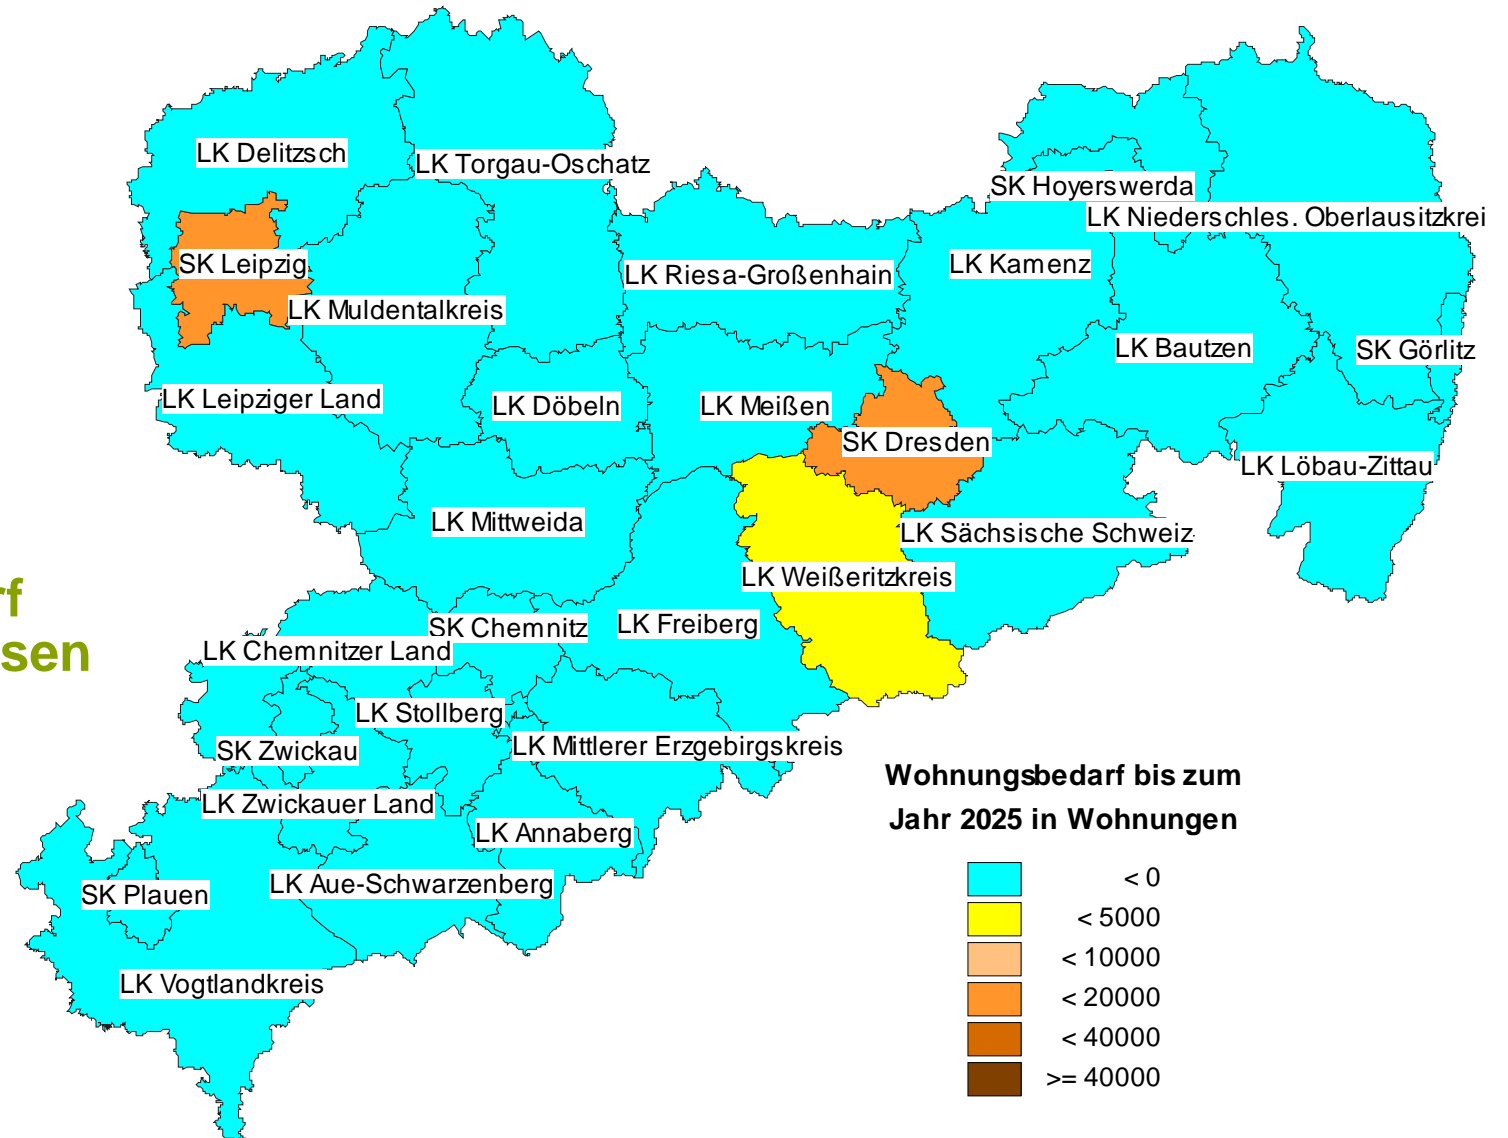 LK Delitzsch
LK Torgau-Oschatz
SK Hoyerswerda
LK Niederschles. Oberlausitzkrei
SK Leipzig
LK Riesa-Großenhain
LK Kamenz
LK Muldentalkreis
LK Bautzen
SK Görlitz
LK Leipziger Land
LK Döbeln
LK Meißen
SK Dresden
LK Löbau-Zittau
LK Mittweida
LK Sächsische Schweiz
LK Weißeritzkreis
rf
sen
SK Chemnitz
LK Freiberg
LK Chemnitzer Land
LK Stollberg
SK Zwickau
LK Mittlerer Erzgebirgskreis
LK Zwickauer Land
LK Annaberg
SK Plauen
LK Aue-Schwarzenberg
LK Vogtlandkreis
Wohnungsbedarf bis zum
Jahr 2025 in Wohnungen
< 0
< 5000
< 10000
< 20000
< 40000
>= 40000